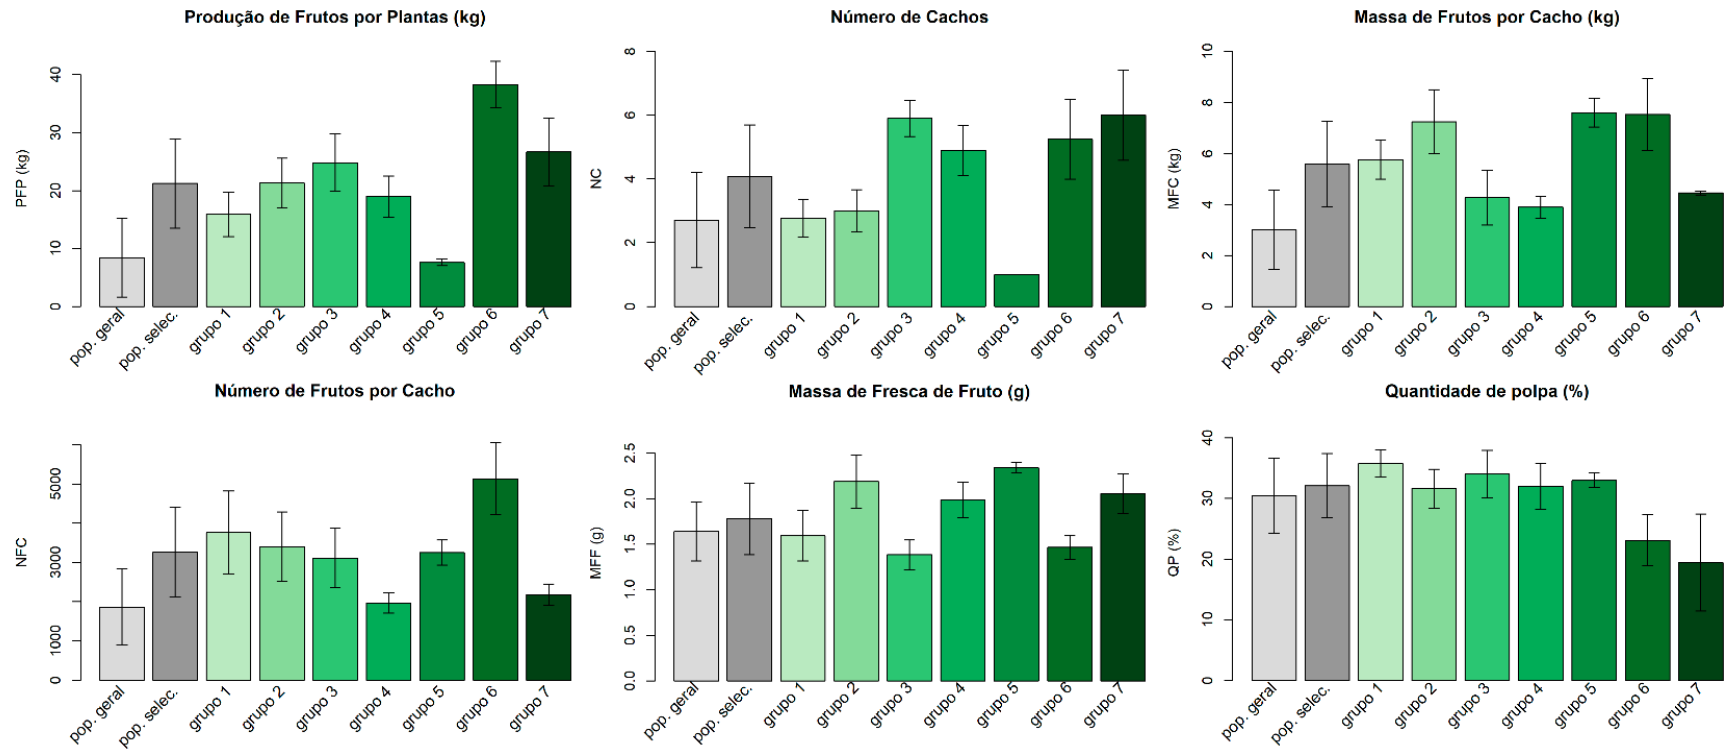 Produção de Frutos por Plantas (kg)
PFP (kg)
40
30
20
10
0
pop. geral
pop. selec.
grupo 1
grupo 2
grupo 3
grupo 4
grupo 5
grupo 6
grupo 7
Número de Cachos
NC
8
6
4
2
0
pop. geral
pop. selec.
grupo 1
grupo 2
grupo 3
grupo 4
grupo 5
grupo 6
grupo 7
Massa de Frutos por Cacho (kg)
MFC (kg)
10
8
6
4
2
0
pop. geral
pop. selec.
grupo 1
grupo 2
grupo 3
grupo 4
grupo 5
grupo 6
grupo 7
Número de Frutos por Cacho
NFC
5000
3000
1000
0
pop. geral
pop. selec.
grupo 1
grupo 2
grupo 3
grupo 4
grupo 5
grupo 6
grupo 7
Massa de Fresca de Fruto (g)
MFF (g)
2.5
2.0
1.5
1.0
0.5
0.0
pop. geral
pop. selec.
grupo 1
grupo 2
grupo 3
grupo 4
grupo 5
grupo 6
grupo 7
Quantidade de polpa (%)
QP (%)
40
30
20
10
0
pop. geral
pop. selec.
grupo 1
grupo 2
grupo 3
grupo 4
grupo 5
grupo 6
grupo 7